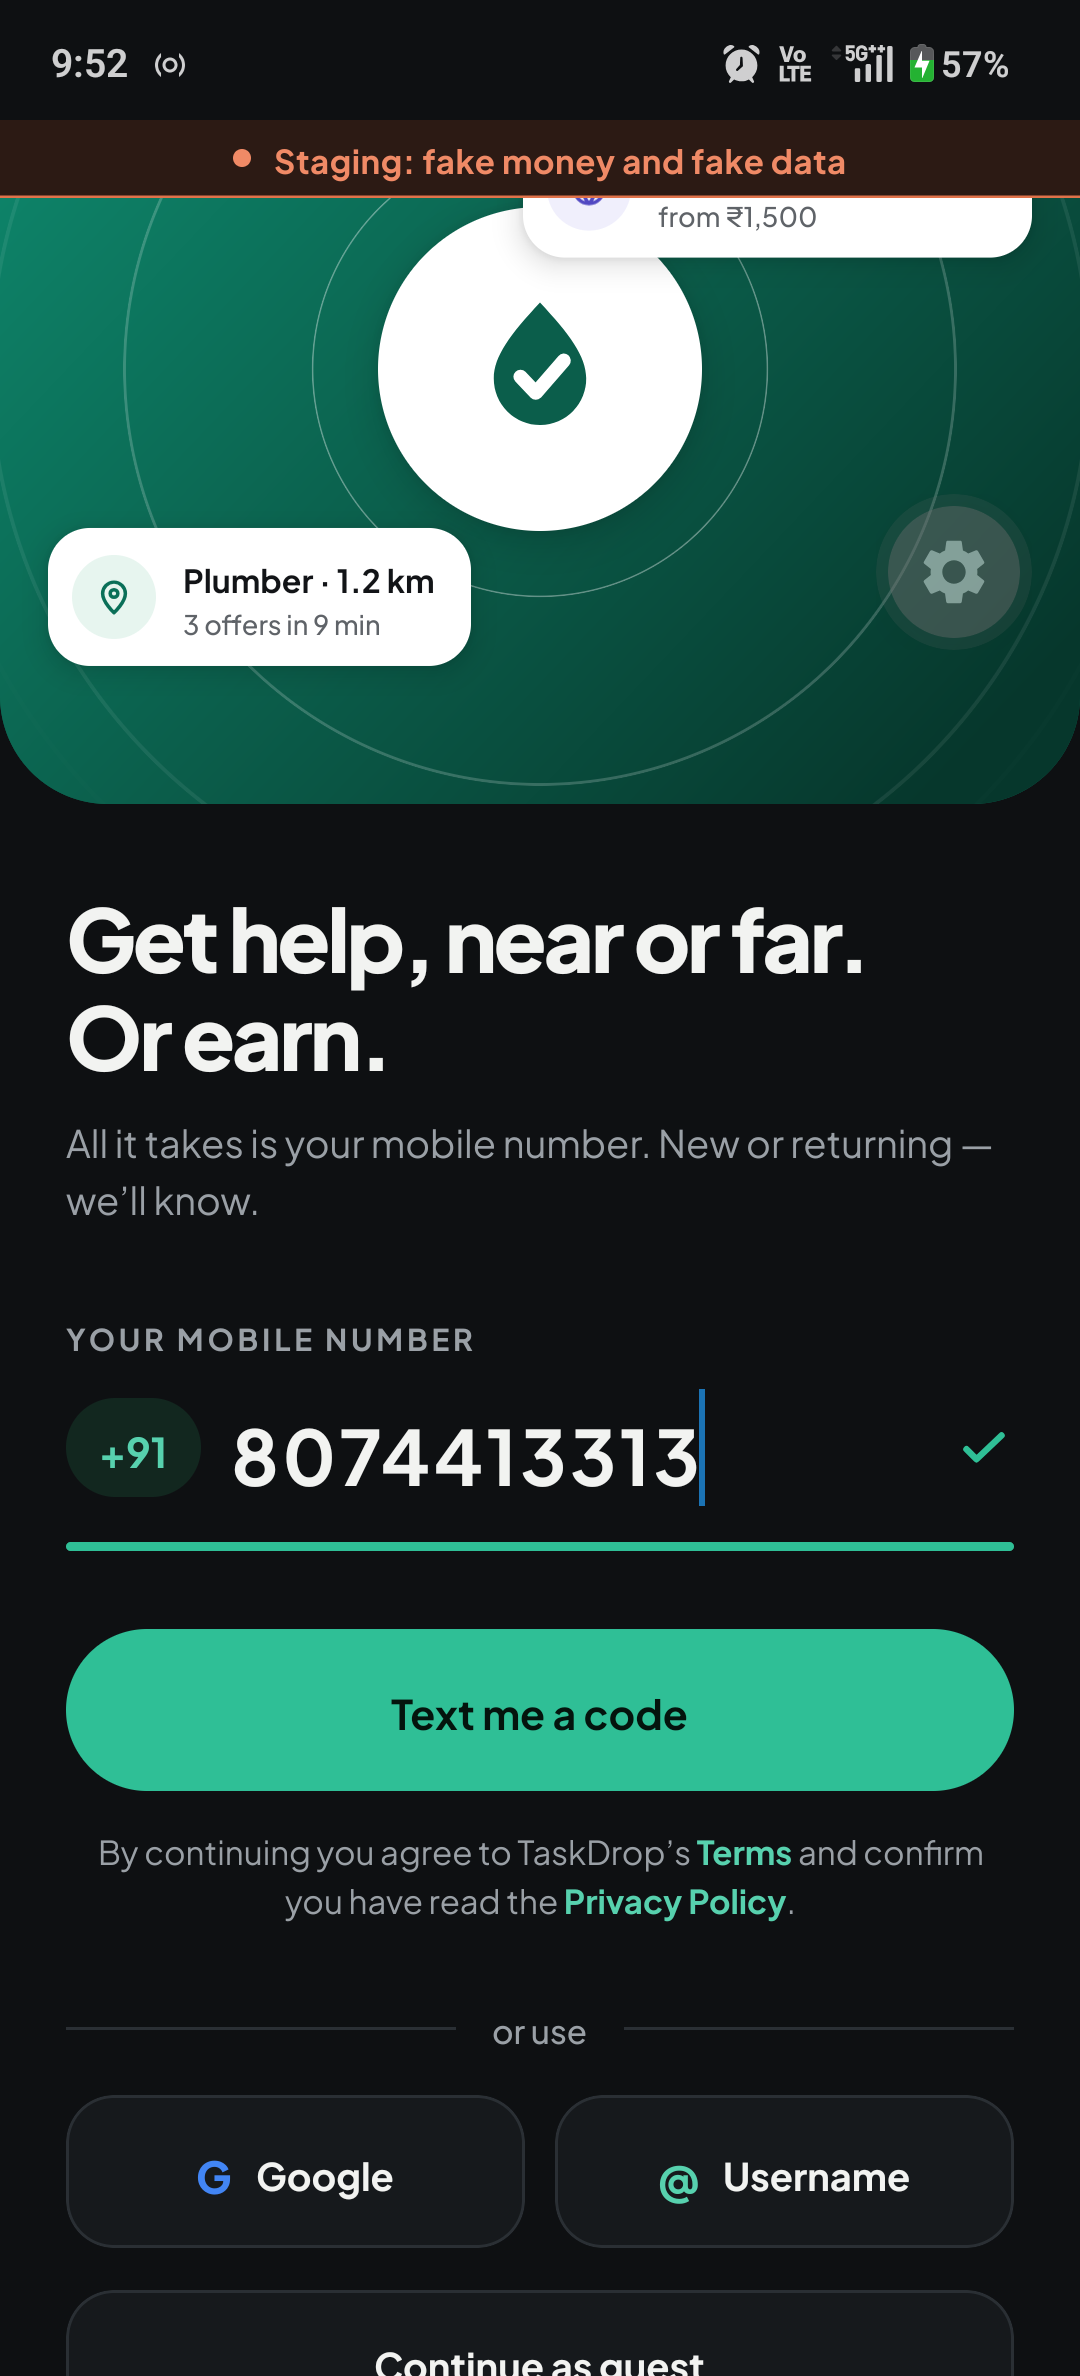 9:52
Vo
LTE
5G++
57%
Staging: fake money and fake data
from ₹1,500
Plumber · 1.2 km
3 offers in 9 min
Get help, near or far.
Or earn.
All it takes is your mobile number. New or returning —
we’ll know.
YOUR MOBILE NUMBER
+91 8074413313
Text me a code
By continuing you agree to TaskDrop’s Terms and confirm
you have read the Privacy Policy.
or use
G Google
@ Username
Continue as guest